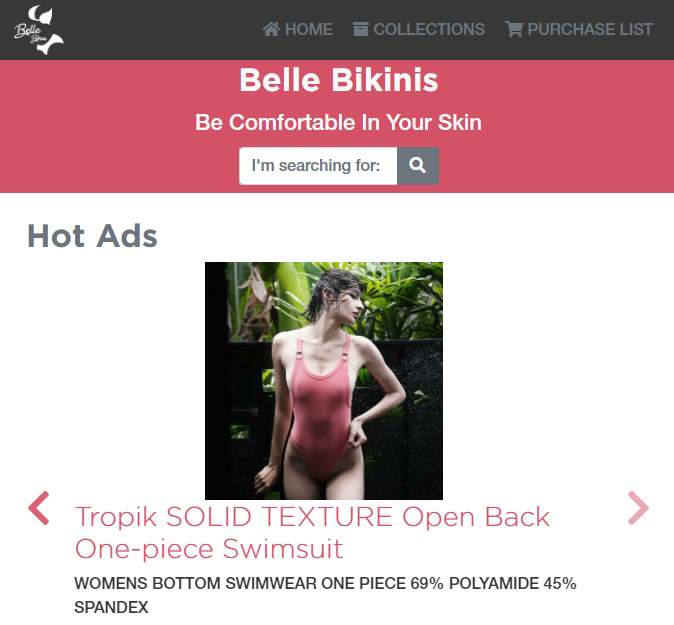 Belle
Bikinis
HOME COLLECTIONS PURCHASE LIST
Belle Bikinis
Be Comfortable In Your Skin
I'm searching for:
Hot Ads
Tropik SOLID TEXTURE Open Back
One-piece Swimsuit
WOMENS BOTTOM SWIMWEAR ONE PIECE 69% POLYAMIDE 45%
SPANDEX